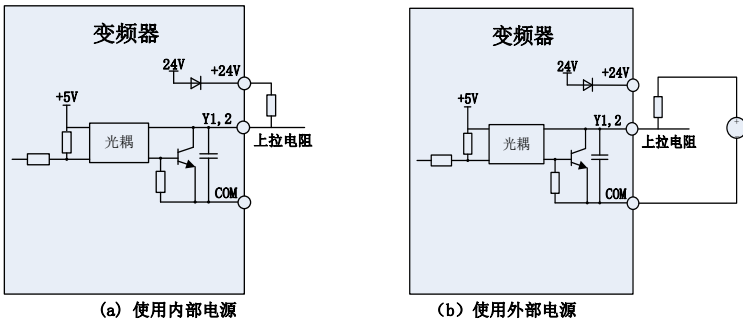 变频器
24V
+24V
+5V
Y1,2
光耦
上拉电阻
COM
(a) 使用内部电源
变频器
24V
+24V
+5V
Y1,2
光耦
上拉电阻
COM
+
-
(b) 使用外部电源